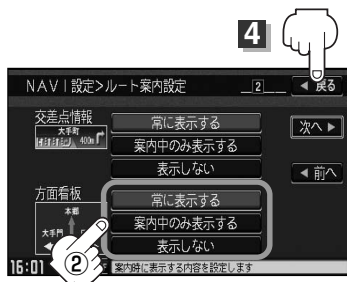 4
NAVI設定>ルート案内設定
2
◀ 戻る
交差点情報
大手町
400m
常に表示する
案内中のみ表示する
表示しない
次へ ▶
◀ 前へ
方面看板
本郷
大手門
常に表示する
案内中のみ表示する
表示しない
16:01
②
案内時に表示する内容を設定します